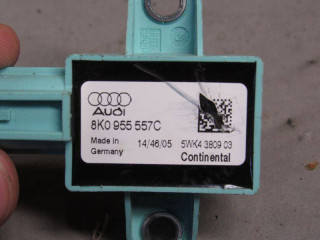 Audi
8K0 955 557C
Made in
Germany
14/46/05
5WK4 3809 03
Continental